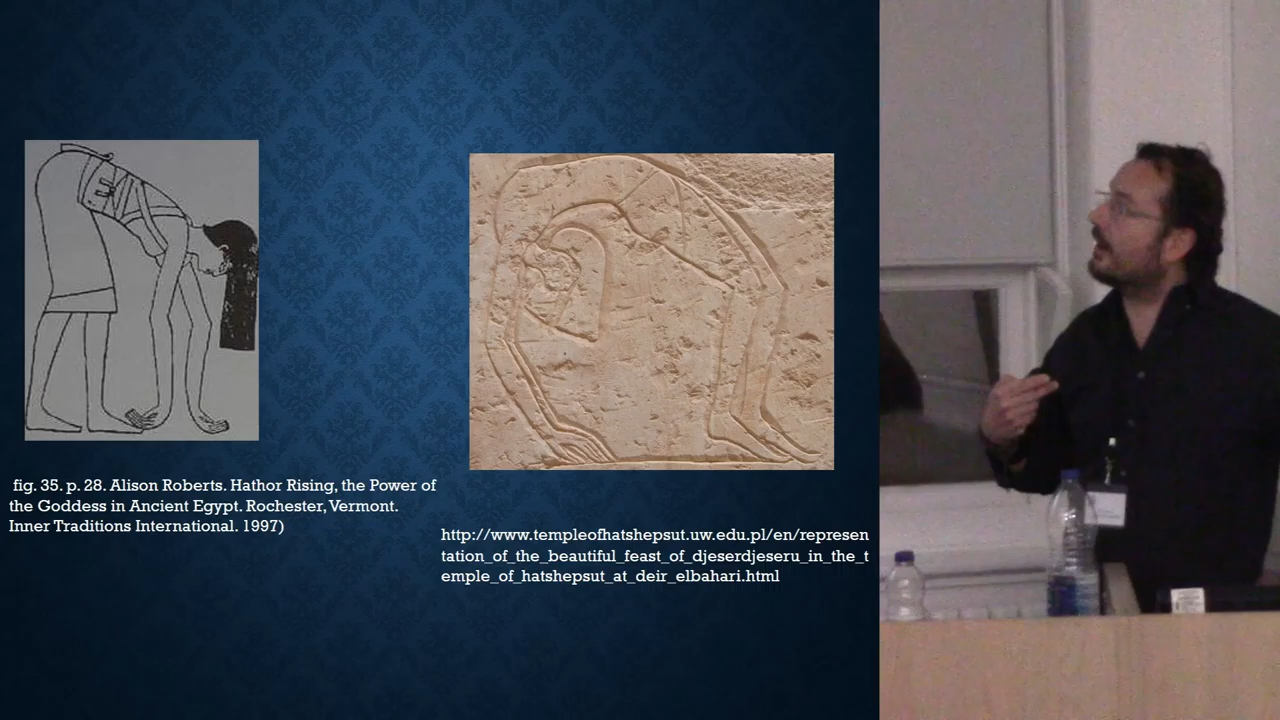 fig. 35. p. 28. Alison Roberts. Hathor Rising, the Power of
the Goddess in Ancient Egypt. Rochester, Vermont.
Inner Traditions International. 1997)
http://www.templeofhatshepsut.uw.edu.pl/en/represen
tation_of_the_beautiful_feast_of_djeserdjeseru_in_the_t
emple_of_hatshepsut_at_deir_elbahari.html